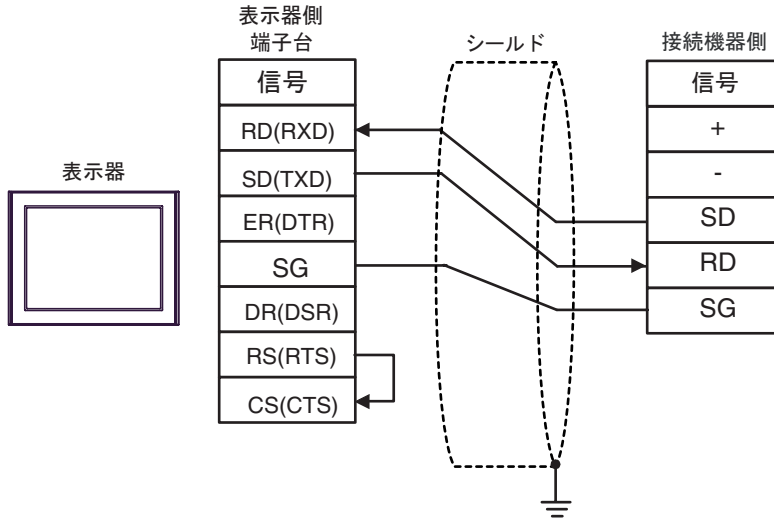 表示器側
端子台
シールド
接続機器側
信号
信号
RD(RXD)
+
SD(TXD)
-
表示器
ER(DTR)
SD
SG
RD
DR(DSR)
SG
RS(RTS)
CS(CTS)